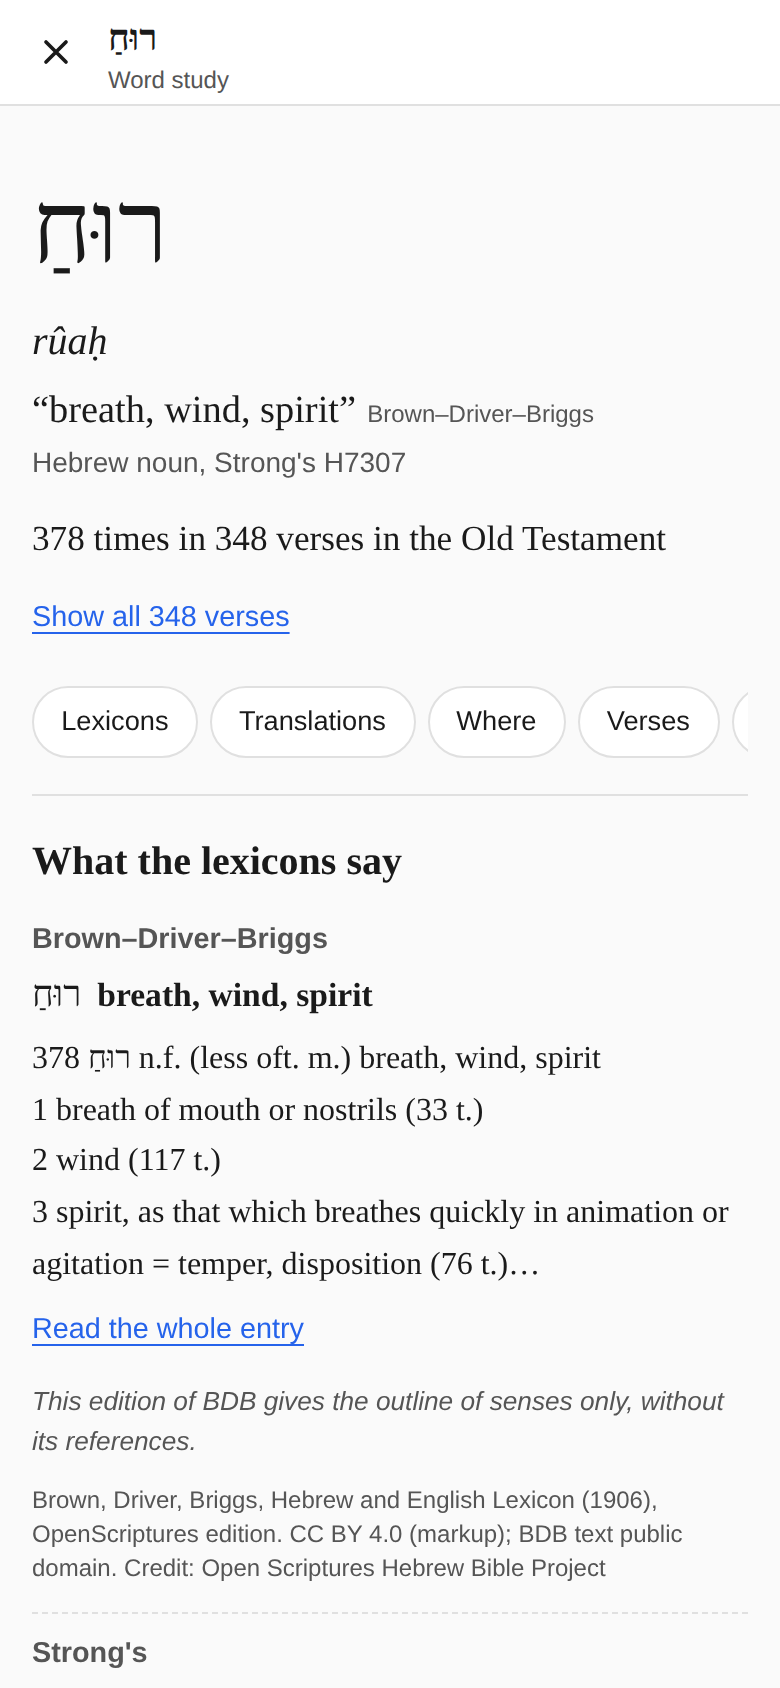 רוּחַ
Word study
רוּחַ
rûaḥ
“breath, wind, spirit” Brown–Driver–Briggs
Hebrew noun, Strong's H7307
378 times in 348 verses in the Old Testament
Show all 348 verses
Lexicons Translations Where Verses
What the lexicons say
Brown–Driver–Briggs
רוּחַ breath, wind, spirit
378 רוּחַ n.f. (less oft. m.) breath, wind, spirit
1 breath of mouth or nostrils (33 t.)
2 wind (117 t.)
3 spirit, as that which breathes quickly in animation or
agitation = temper, disposition (76 t.)…
Read the whole entry
This edition of BDB gives the outline of senses only, without
its references.
Brown, Driver, Briggs, Hebrew and English Lexicon (1906),
OpenScriptures edition. CC BY 4.0 (markup); BDB text public
domain. Credit: Open Scriptures Hebrew Bible Project
Strong's